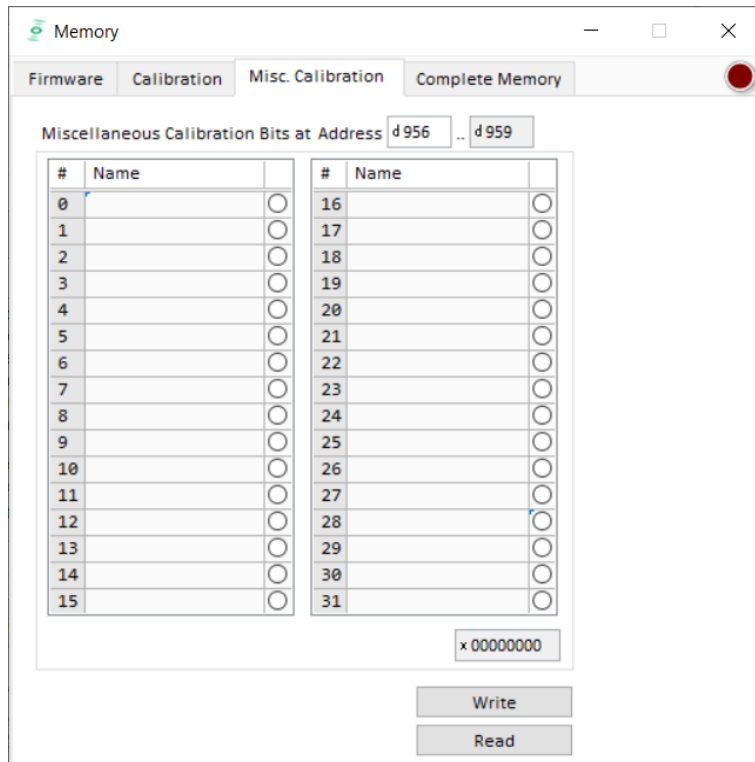 Memory
Firmware Calibration Misc. Calibration Complete Memory
Miscellaneous Calibration Bits at Address d 956 .. d 959
# Name # Name
0 16
1 17
2 18
3 19
4 20
5 21
6 22
7 23
8 24
9 25
10 26
11 27
12 28
13 29
14 30
15 31
x 00000000
Write
Read